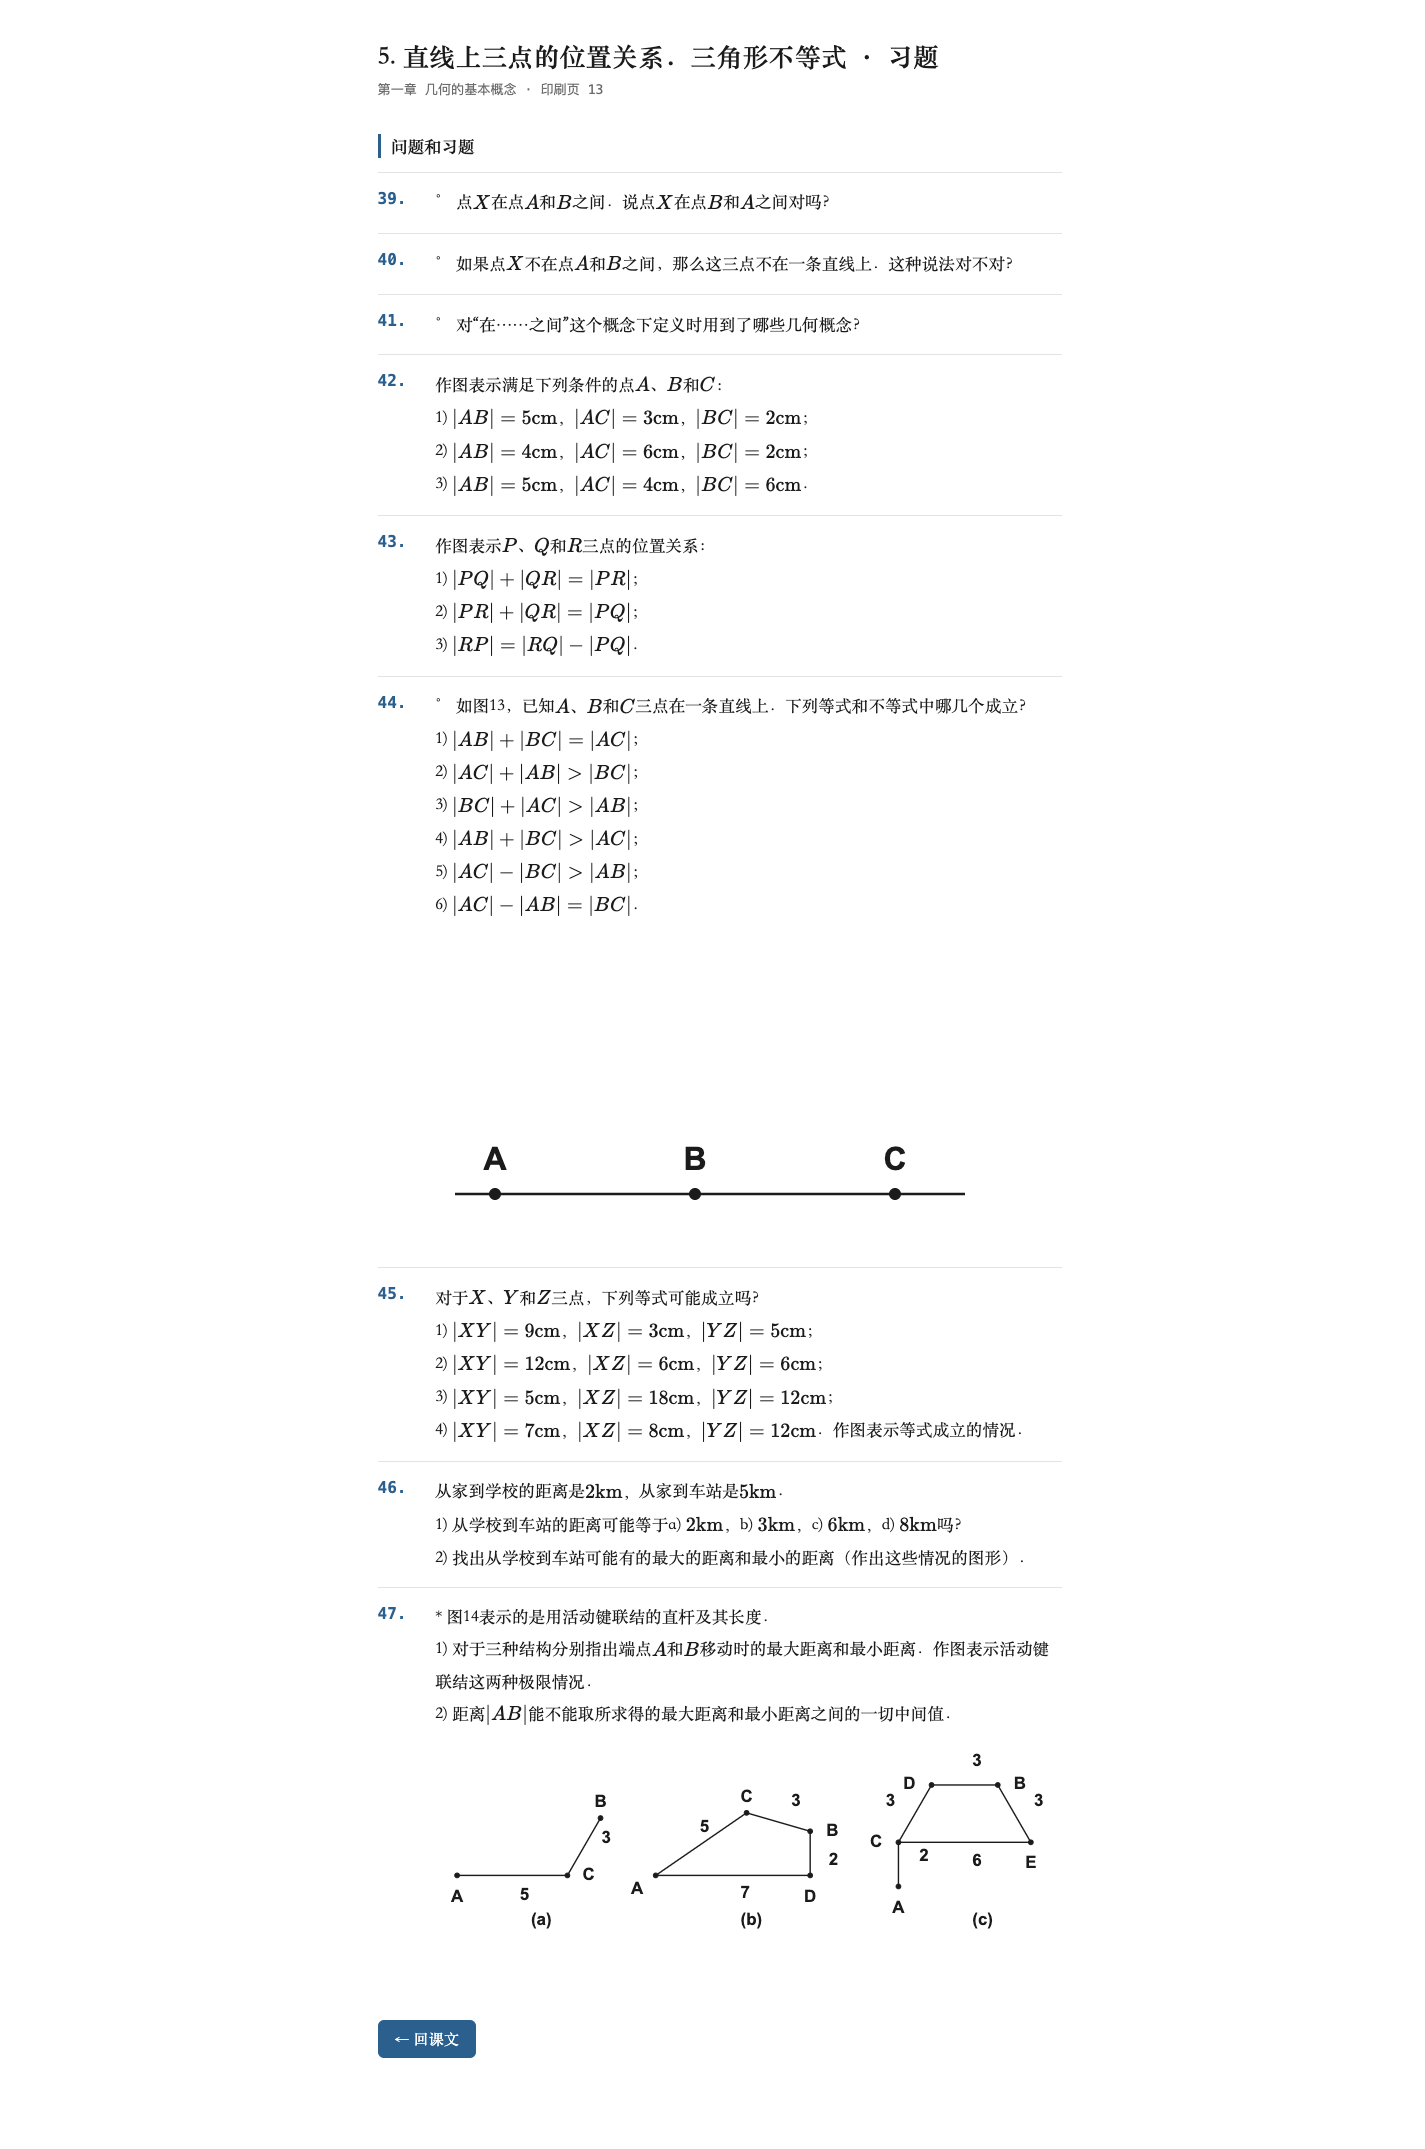 5. 直线上三点的位置关系．三角形不等式 · 习题
第一章 几何的基本概念 · 印刷页 13
问题和习题
39. ° 点X在点A和B之间．说点X在点B和A之间对吗?
40. ° 如果点X不在点A和B之间，那么这三点不在一条直线上．这种说法对不对?
41. ° 对“在……之间”这个概念下定义时用到了哪些几何概念?
42. 作图表示满足下列条件的点A、B和C：
1) |AB| = 5cm，|AC| = 3cm，|BC| = 2cm；
2) |AB| = 4cm，|AC| = 6cm，|BC| = 2cm；
3) |AB| = 5cm，|AC| = 4cm，|BC| = 6cm．
43. 作图表示P、Q和R三点的位置关系：
1) |PQ| + |QR| = |PR|；
2) |PR| + |QR| = |PQ|；
3) |RP| = |RQ| − |PQ|．
44. ° 如图13，已知A、B和C三点在一条直线上．下列等式和不等式中哪几个成立?
1) |AB| + |BC| = |AC|；
2) |AC| + |AB| > |BC|；
3) |BC| + |AC| > |AB|；
4) |AB| + |BC| > |AC|；
5) |AC| − |BC| > |AB|；
6) |AC| − |AB| = |BC|．
A B C
45. 对于X、Y和Z三点，下列等式可能成立吗?
1) |XY| = 9cm，|XZ| = 3cm，|YZ| = 5cm；
2) |XY| = 12cm，|XZ| = 6cm，|YZ| = 6cm；
3) |XY| = 5cm，|XZ| = 18cm，|YZ| = 12cm；
4) |XY| = 7cm，|XZ| = 8cm，|YZ| = 12cm．作图表示等式成立的情况．
46. 从家到学校的距离是2km，从家到车站是5km．
1) 从学校到车站的距离可能等于a) 2km，b) 3km，c) 6km，d) 8km吗?
2) 找出从学校到车站可能有的最大的距离和最小的距离（作出这些情况的图形）．
47. * 图14表示的是用活动键联结的直杆及其长度．
1) 对于三种结构分别指出端点A和B移动时的最大距离和最小距离．作图表示活动键
联结这两种极限情况．
2) 距离|AB|能不能取所求得的最大距离和最小距离之间的一切中间值．
B
3
C
A
5
(a)
C
3
5
B
2
A
7
D
(b)
3
D
B
3
3
C
2
6
E
A
(c)
← 回课文